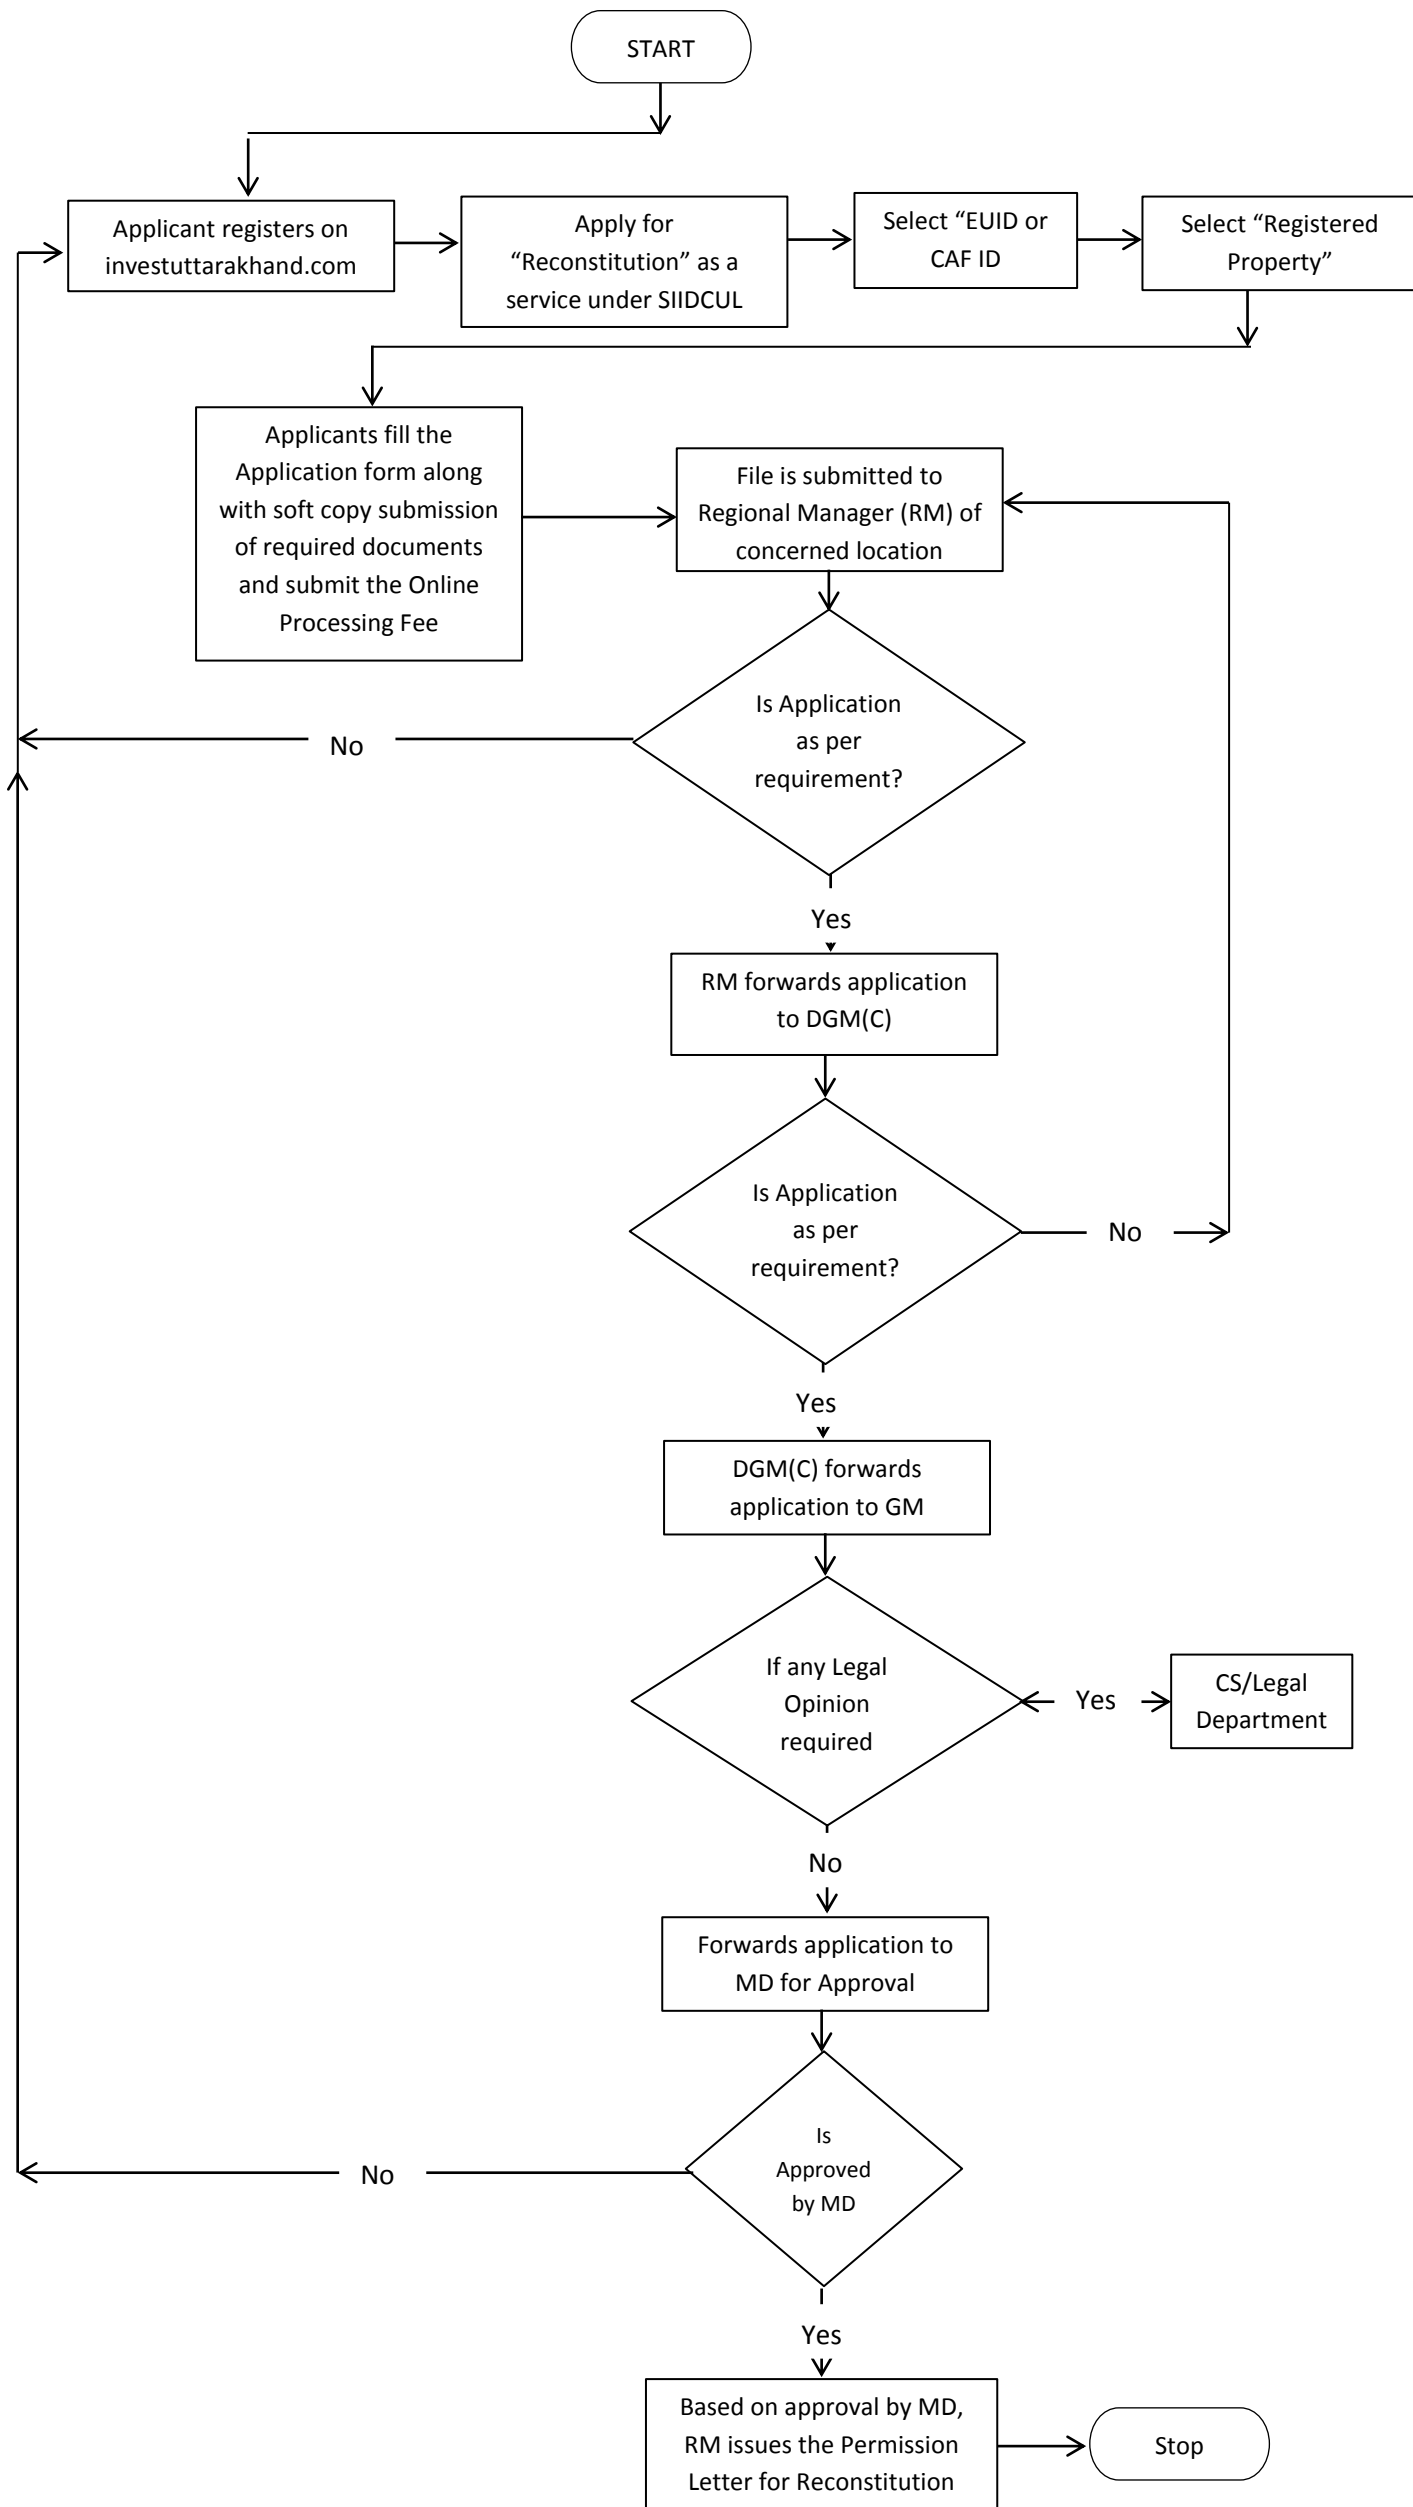 START
Applicant registers on
investuttarakhand.com
Apply for
“Reconstitution” as a
service under SIIDCUL
Select “EUID or
CAF ID
Select “Registered
Property”
Applicants fill the
Application form along
with soft copy submission
of required documents
and submit the Online
Processing Fee
File is submitted to
Regional Manager (RM) of
concerned location
Is Application
as per
requirement?
No
Yes
RM forwards application
to DGM(C)
Is Application
as per
requirement?
No
Yes
DGM(C) forwards
application to GM
If any Legal
Opinion
required
Yes
CS/Legal
Department
No
Forwards application to
MD for Approval
Is
Approved
by MD
No
Yes
Based on approval by MD,
RM issues the Permission
Letter for Reconstitution
Stop